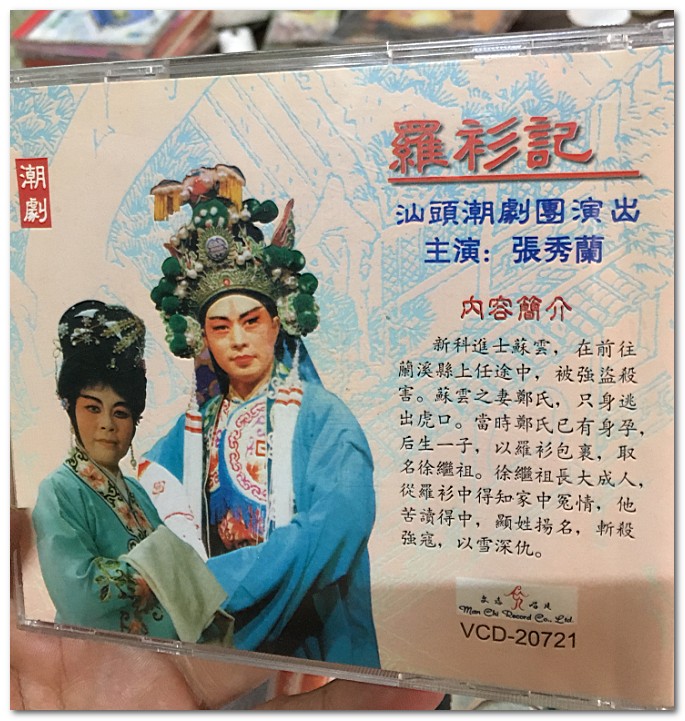 潮劇
羅衫記
汕頭潮劇團演出
主演：張秀蘭
內容簡介
新科進士蘇雲，在前往
蘭溪縣上任途中，被強盜殺
害。蘇雲之妻鄭氏，只身逃
出虎口。當時鄭氏已有身孕，
后生一子，以羅衫包裹，取
名徐繼祖。徐繼祖長大成人，
從羅衫中得知家中冤情，他
苦讀得中，顯姓揚名，斬殺
強寇，以雪深仇。
唱片
Man Chi Record Co., Ltd.
VCD-20721